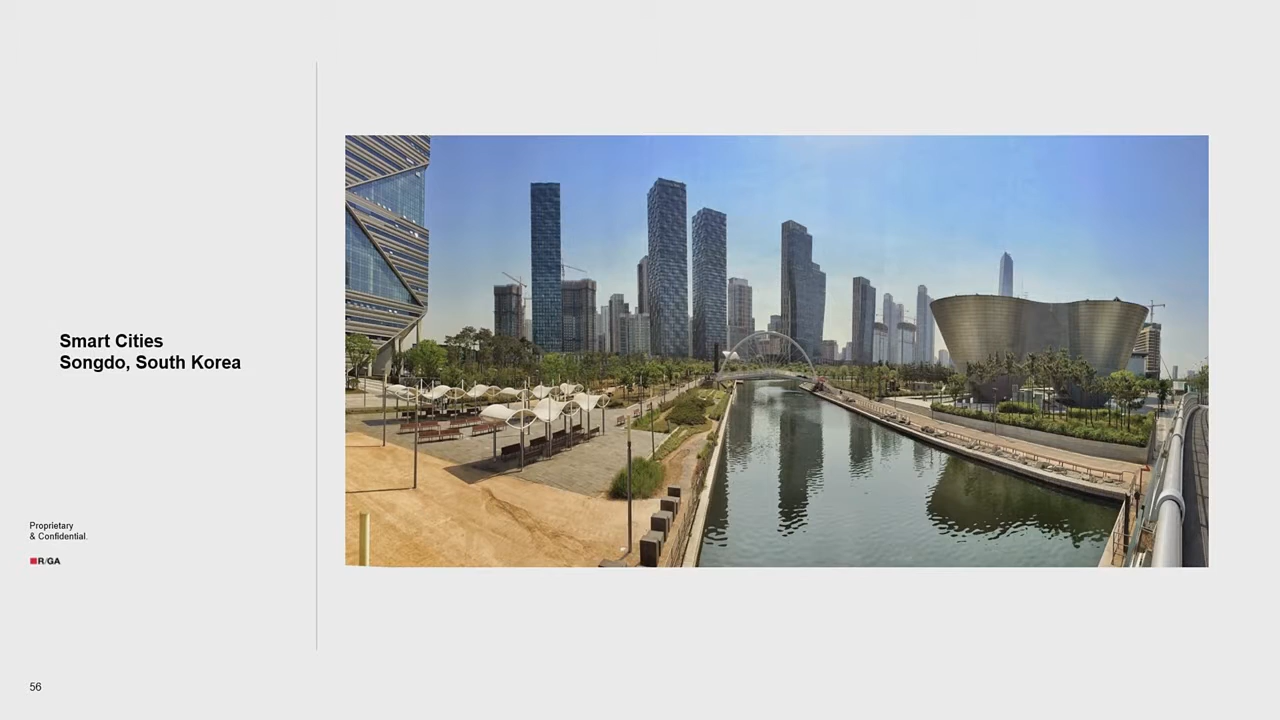 Smart Cities
Songdo, South Korea
Proprietary
& Confidential.
R/GA
56